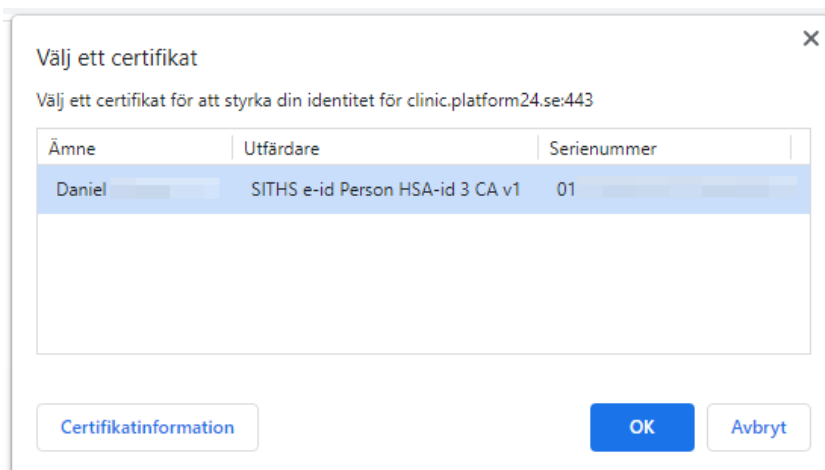 Välj ett certifikat
Välj ett certifikat för att styrka din identitet för clinic.platform24.se:443
Ämne Utfärdare Serienummer
Daniel SITHS e-id Person HSA-id 3 CA v1 01
Certifikatinformation OK Avbryt